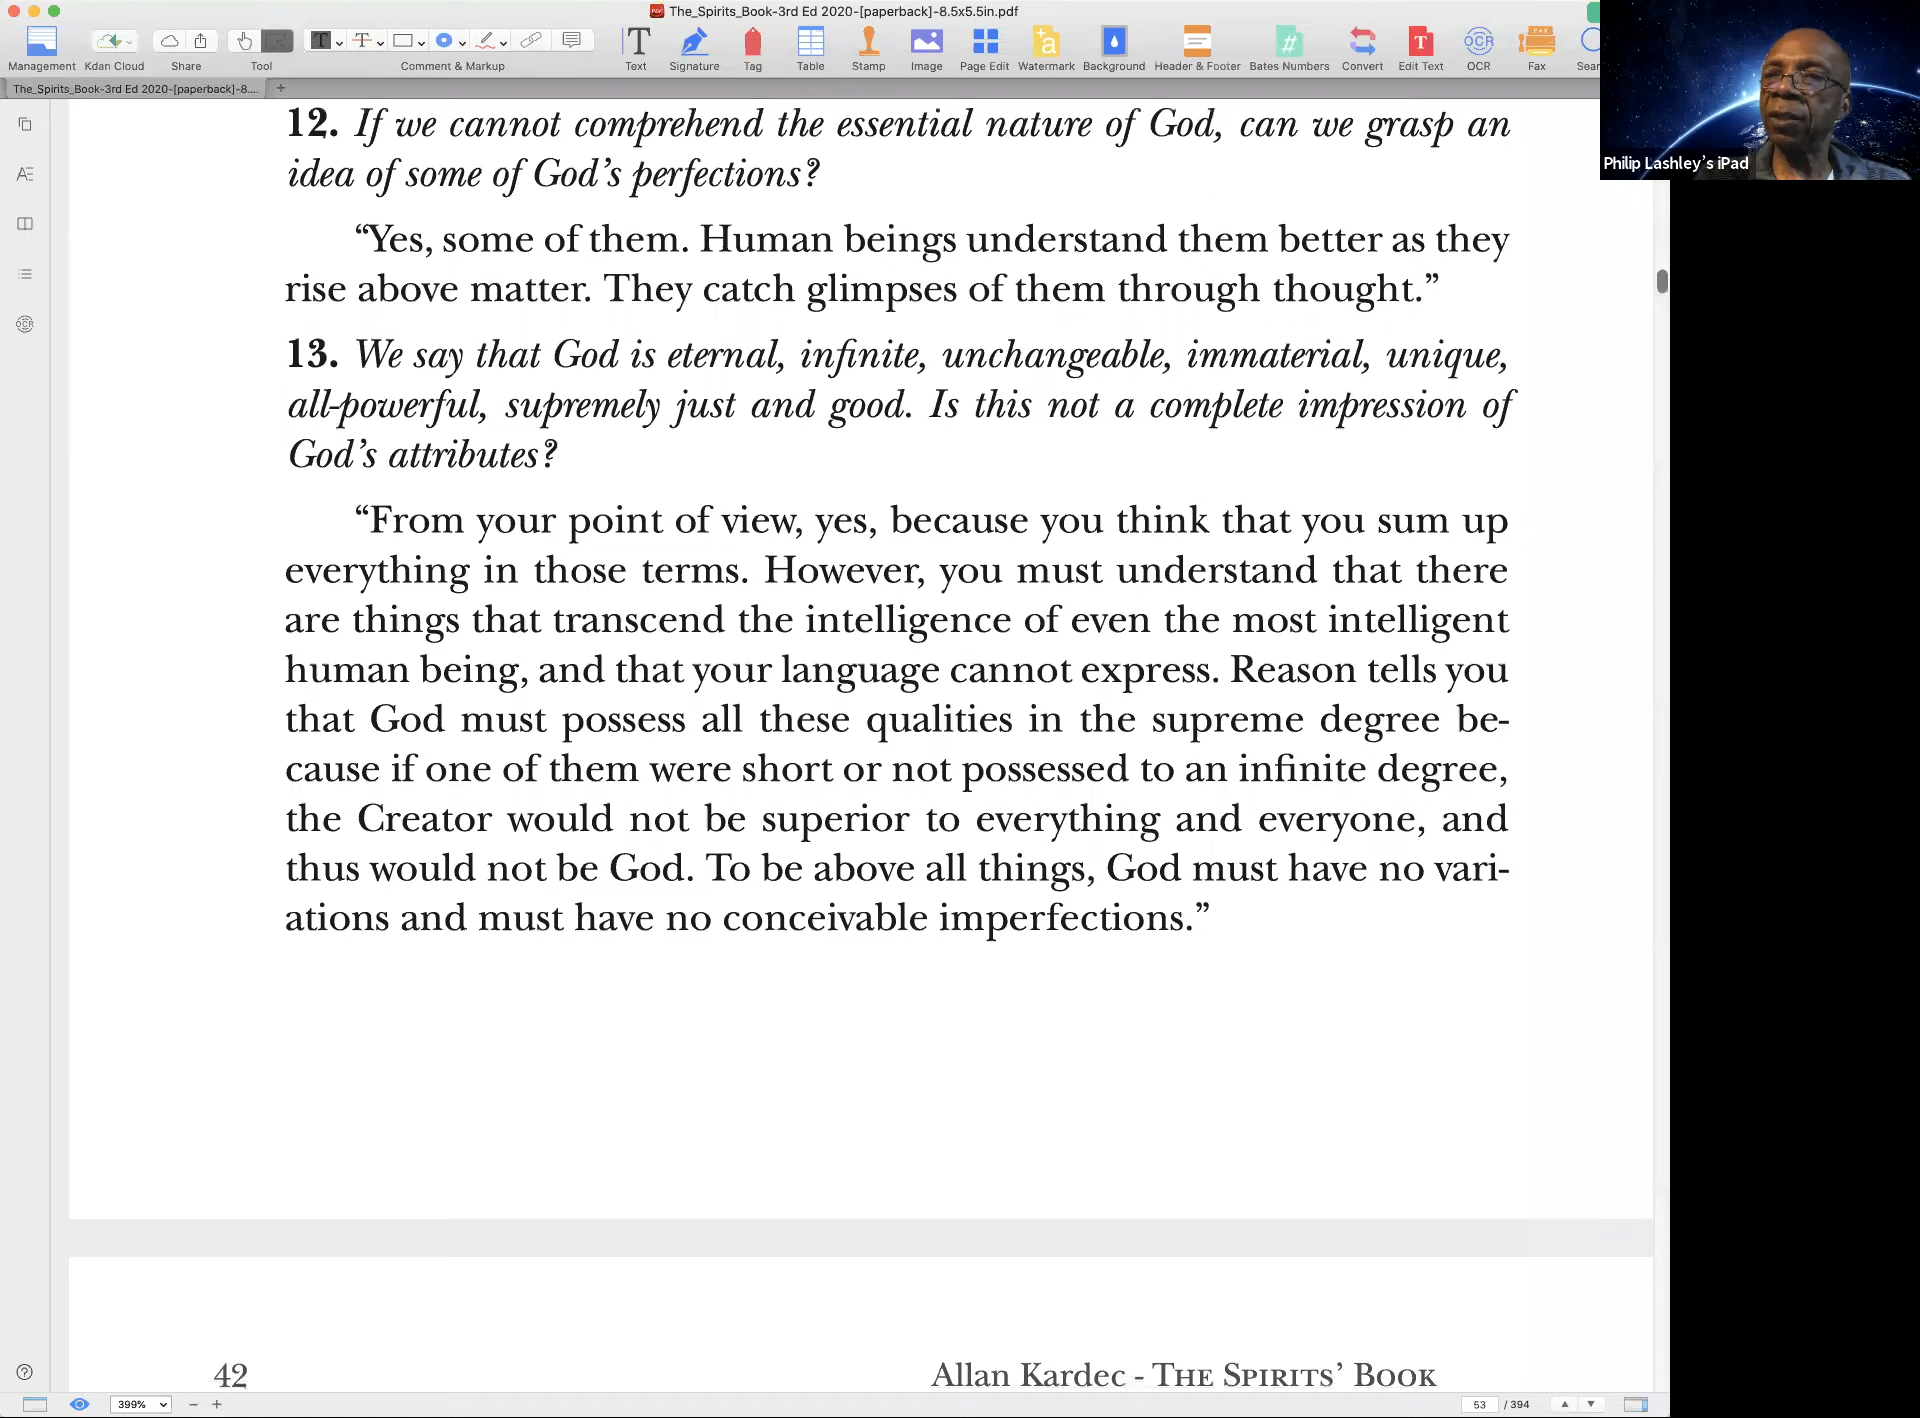 The_Spirits_Book-3rd Ed 2020-[paperback]-8.5x5.5in.pdf
Management Kdan Cloud Share Tool Comment & Markup Text Signature Tag Table Stamp Image Page Edit Watermark Background Header & Footer Bates Numbers Convert Edit Text OCR Fax
The_Spirits_Book-3rd Ed 2020-[paperback]-8....
Philip Lashley’s iPad
12. If we cannot comprehend the essential nature of God, can we grasp an
idea of some of God’s perfections?
“Yes, some of them. Human beings understand them better as they
rise above matter. They catch glimpses of them through thought.”
13. We say that God is eternal, infinite, unchangeable, immaterial, unique,
all-powerful, supremely just and good. Is this not a complete impression of
God’s attributes?
“From your point of view, yes, because you think that you sum up
everything in those terms. However, you must understand that there
are things that transcend the intelligence of even the most intelligent
human being, and that your language cannot express. Reason tells you
that God must possess all these qualities in the supreme degree be-
cause if one of them were short or not possessed to an infinite degree,
the Creator would not be superior to everything and everyone, and
thus would not be God. To be above all things, God must have no vari-
ations and must have no conceivable imperfections.”
42 Allan Kardec - The Spirits’ Book
399% 53 / 394